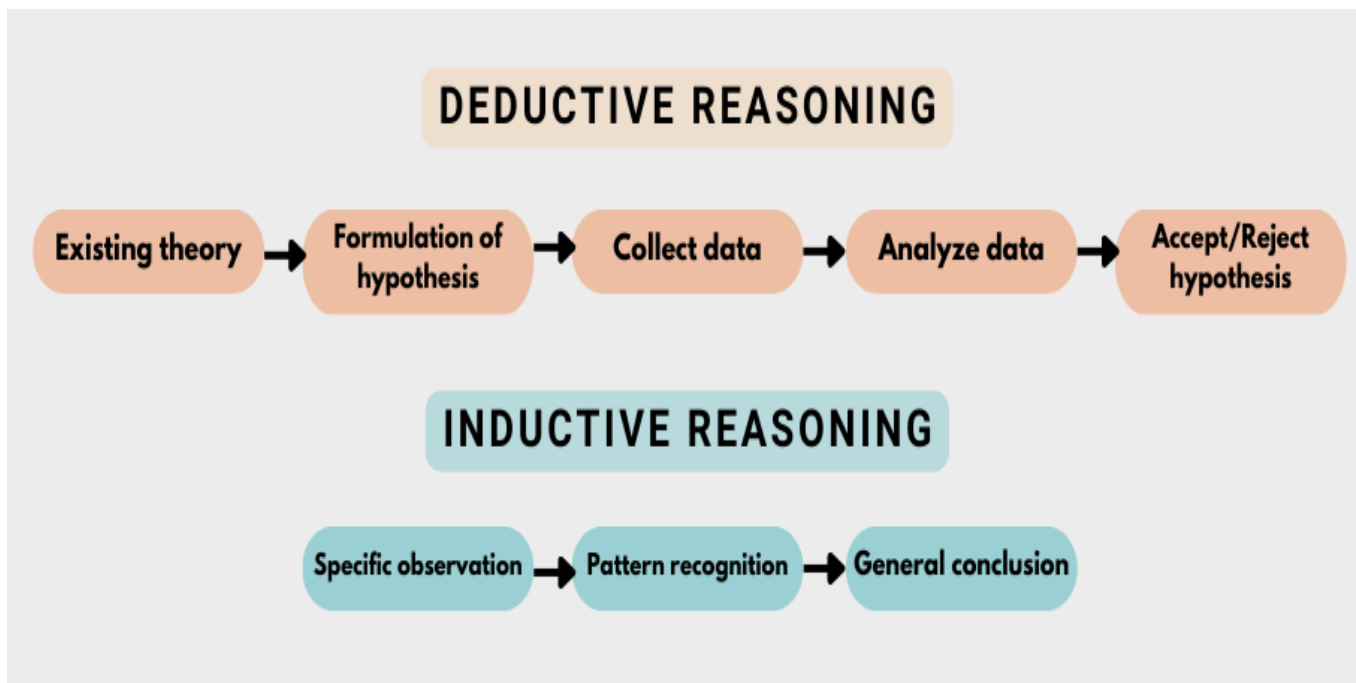 DEDUCTIVE REASONING
Existing theory
Formulation of
hypothesis
Collect data
Analyze data
Accept/Reject
hypothesis
INDUCTIVE REASONING
Specific observation
Pattern recognition
General conclusion